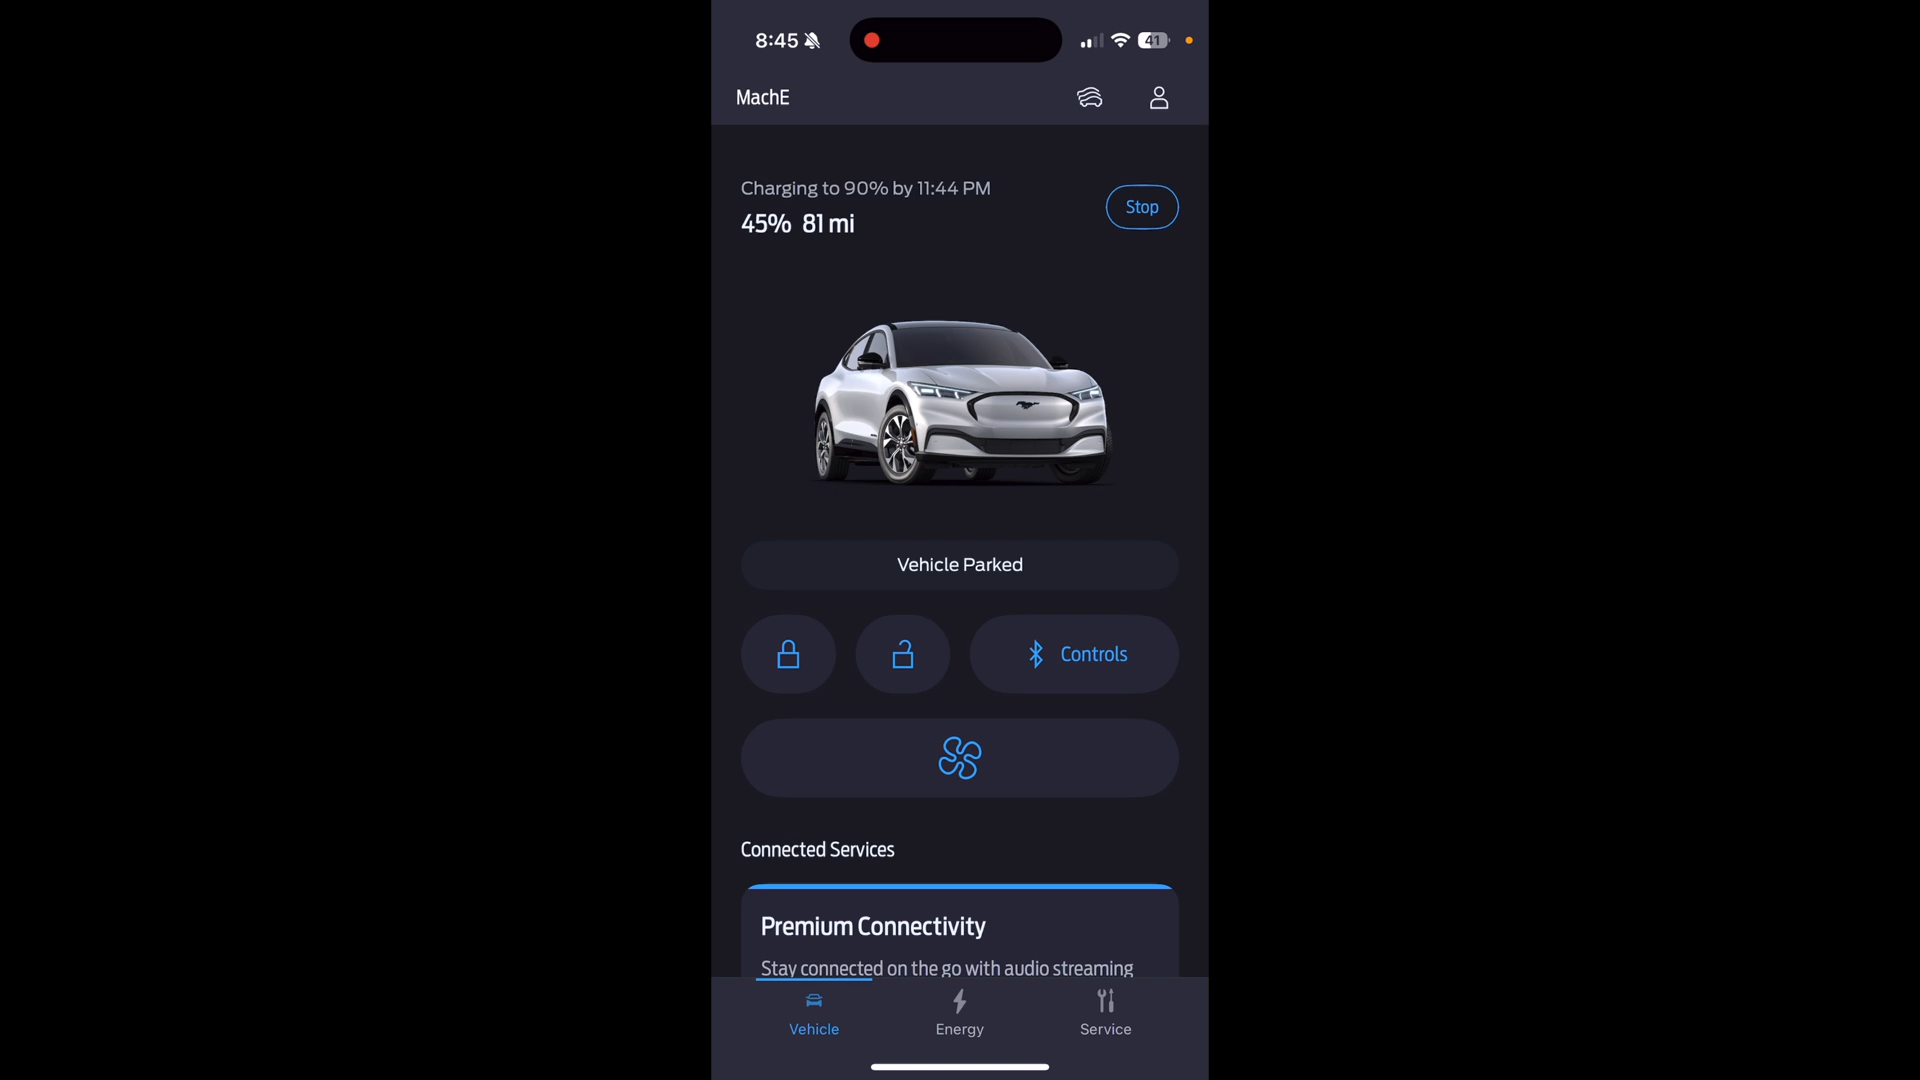 8:45
41
MachE
Charging to 90% by 11:44 PM
45% 81 mi
Stop
Vehicle Parked
Controls
Connected Services
Premium Connectivity
Stay connected on the go with audio streaming
Vehicle
Energy
Service